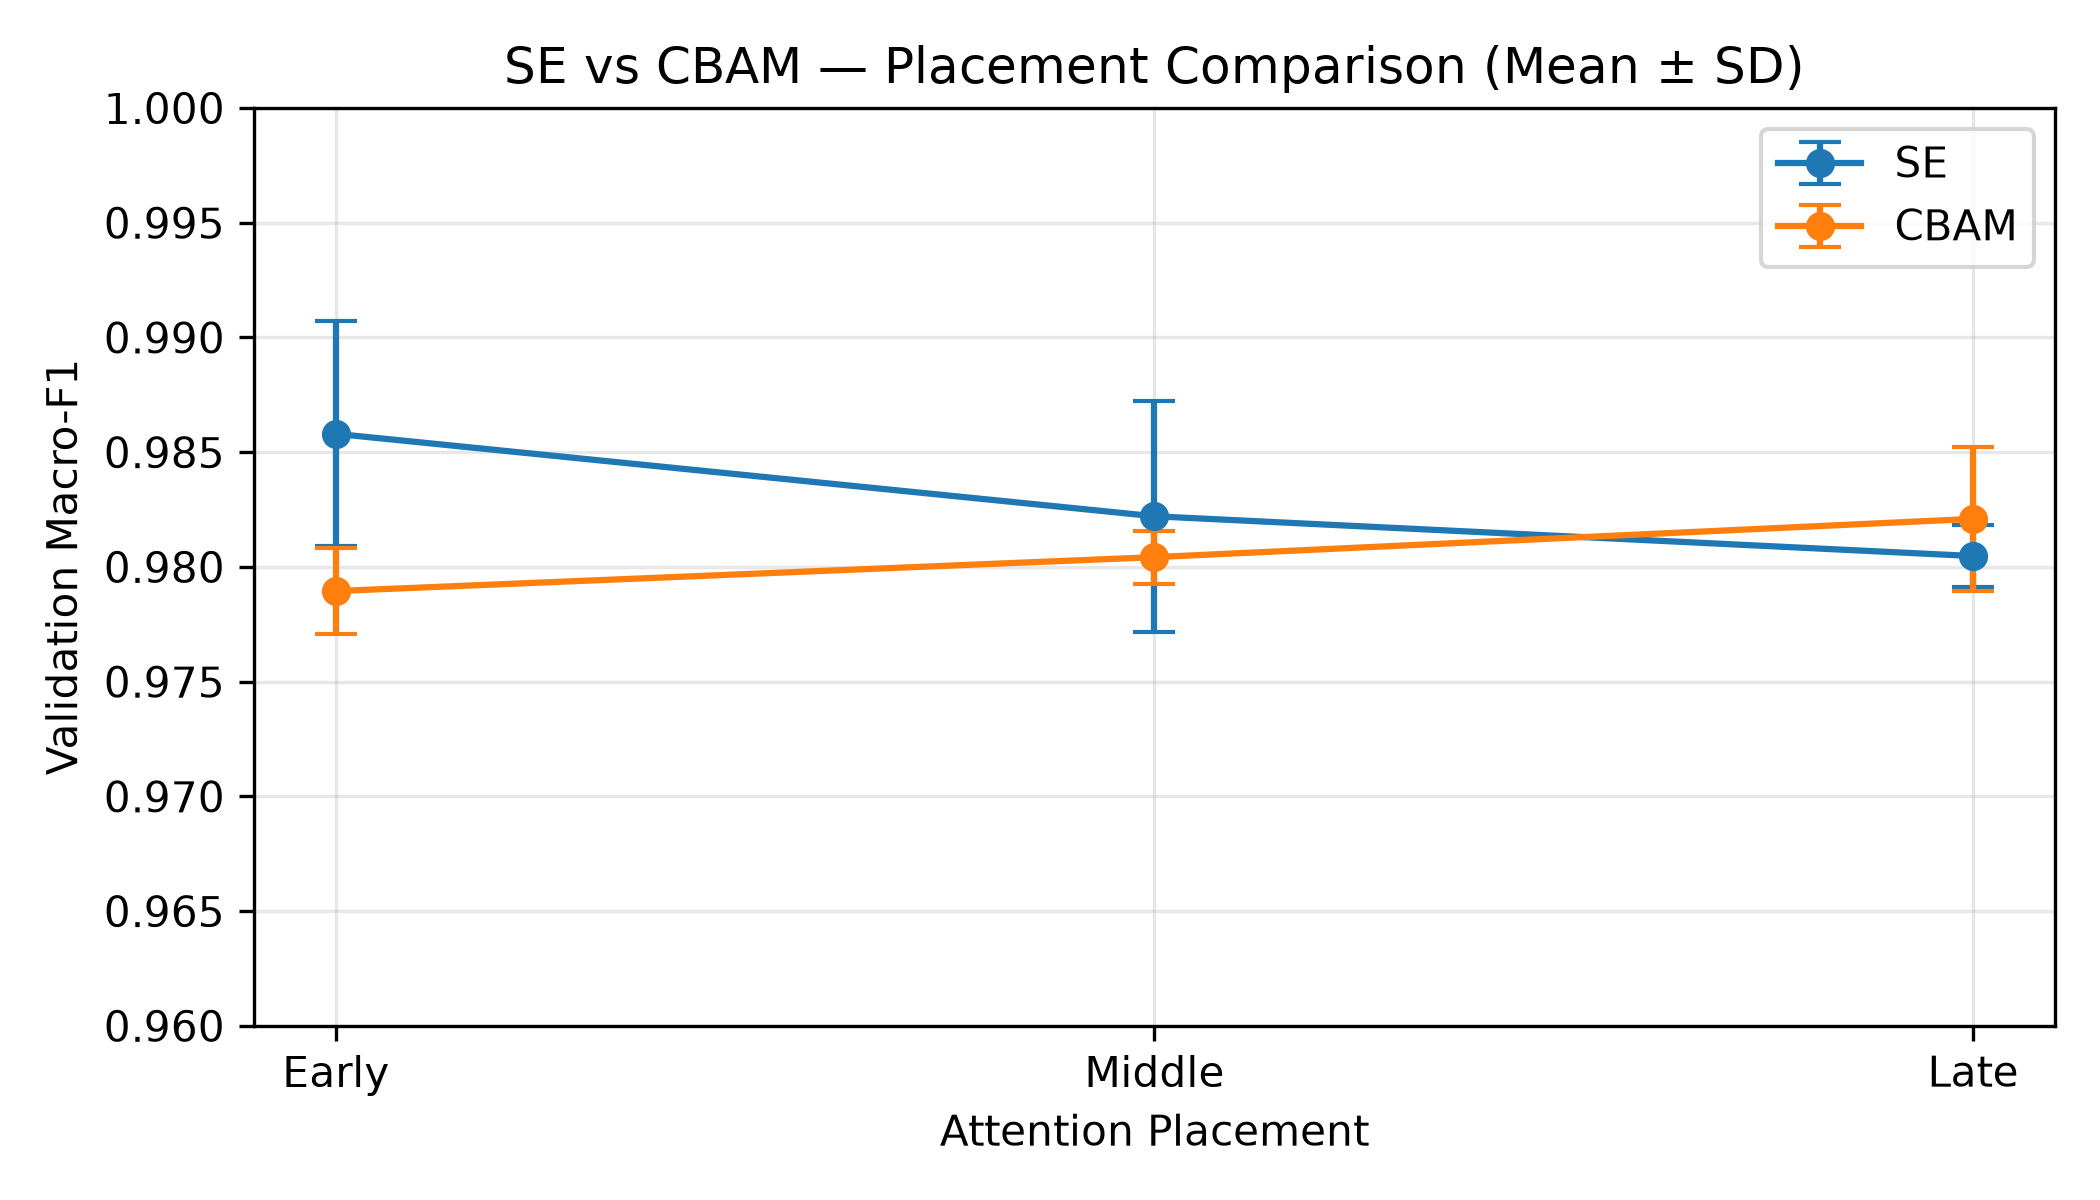 SE vs CBAM — Placement Comparison (Mean ± SD)
1.000
0.995
0.990
0.985
0.980
0.975
0.970
0.965
0.960
Validation Macro-F1
SE
CBAM
Early
Middle
Late
Attention Placement